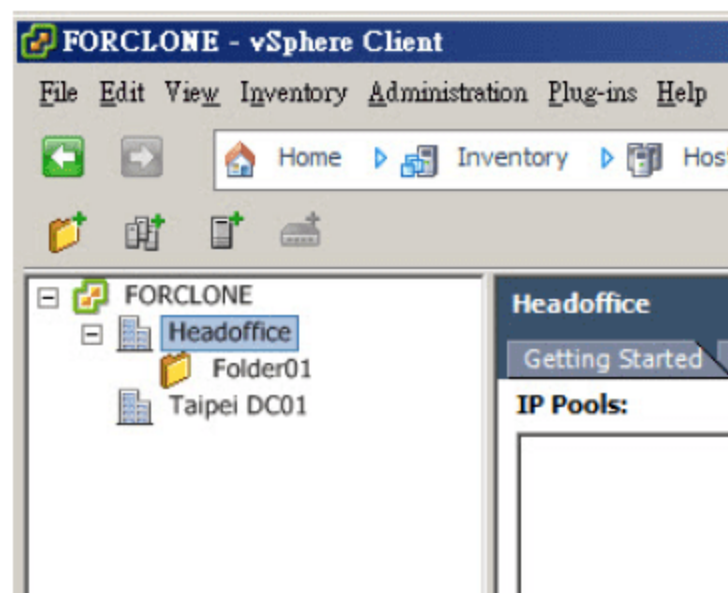 FORCLONE - vSphere Client
File Edit View Inventory Administration Plug-ins Help
Home Inventory
FORCLONE
Headoffice
Folder01
Taipei DC01
Headoffice
Getting Started
IP Pools: